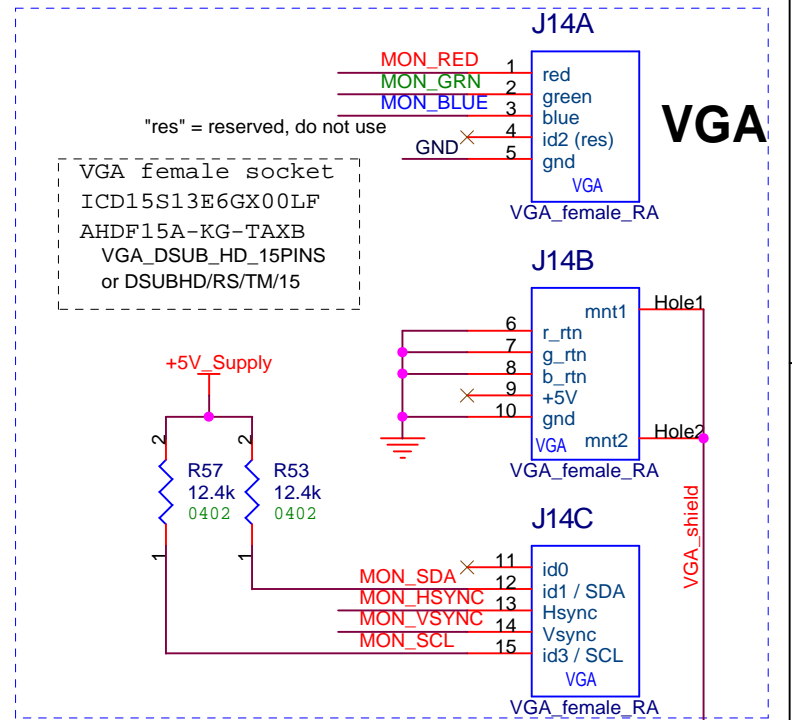 J14A
MON_RED 1 red
MON_GRN 2 green
MON_BLUE 3 blue
"res" = reserved, do not use 4 id2 (res)
GND 5 gnd
VGA
VGA_female_RA
VGA
VGA female socket
ICD15S13E6GX00LF
AHDF15A-KG-TAXB
VGA_DSUB_HD_15PINS
or DSUBHD/RS/TM/15
J14B
mnt1 Hole1
6 r_rtn
7 g_rtn
8 b_rtn
9 +5V
10 gnd
VGA mnt2 Hole2
VGA_female_RA
+5V_Supply
2 2
R57 R53
12.4k 12.4k
0402 0402
1 1
VGA_shield
J14C
11 id0
MON_SDA 12 id1 / SDA
MON_HSYNC 13 Hsync
MON_VSYNC 14 Vsync
MON_SCL 15 id3 / SCL
VGA
VGA_female_RA